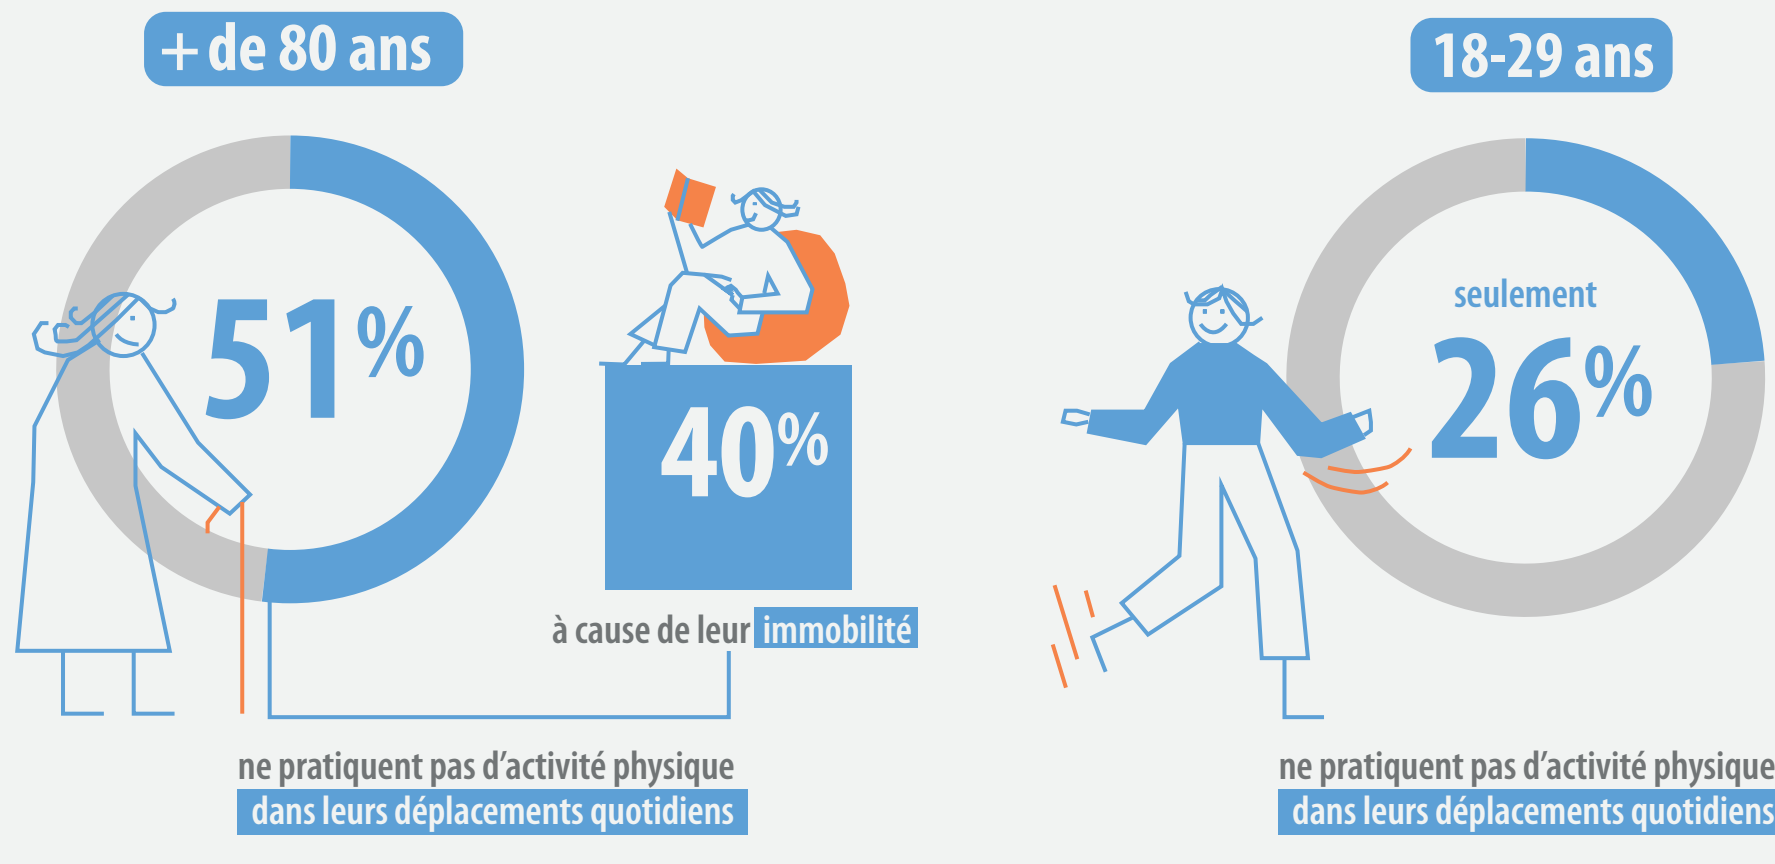 + de 80 ans
51%
40%
à cause de leur immobilité
ne pratiquent pas d'activité physique
dans leurs déplacements quotidiens
18-29 ans
seulement
26%
ne pratiquent pas d'activité physique
dans leurs déplacements quotidiens